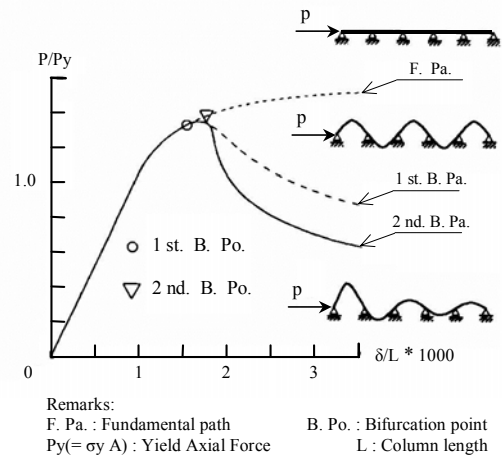 p
P/Py
F. Pa.
p
1.0
1 st. B. Pa.
1 st. B. Po.
2 nd. B. Pa.
2 nd. B. Po.
p
0
1
2
3
δ/L * 1000
Remarks:
F. Pa. : Fundamental path
B. Po. : Bifurcation point
Py(= σy A) : Yield Axial Force
L : Column length